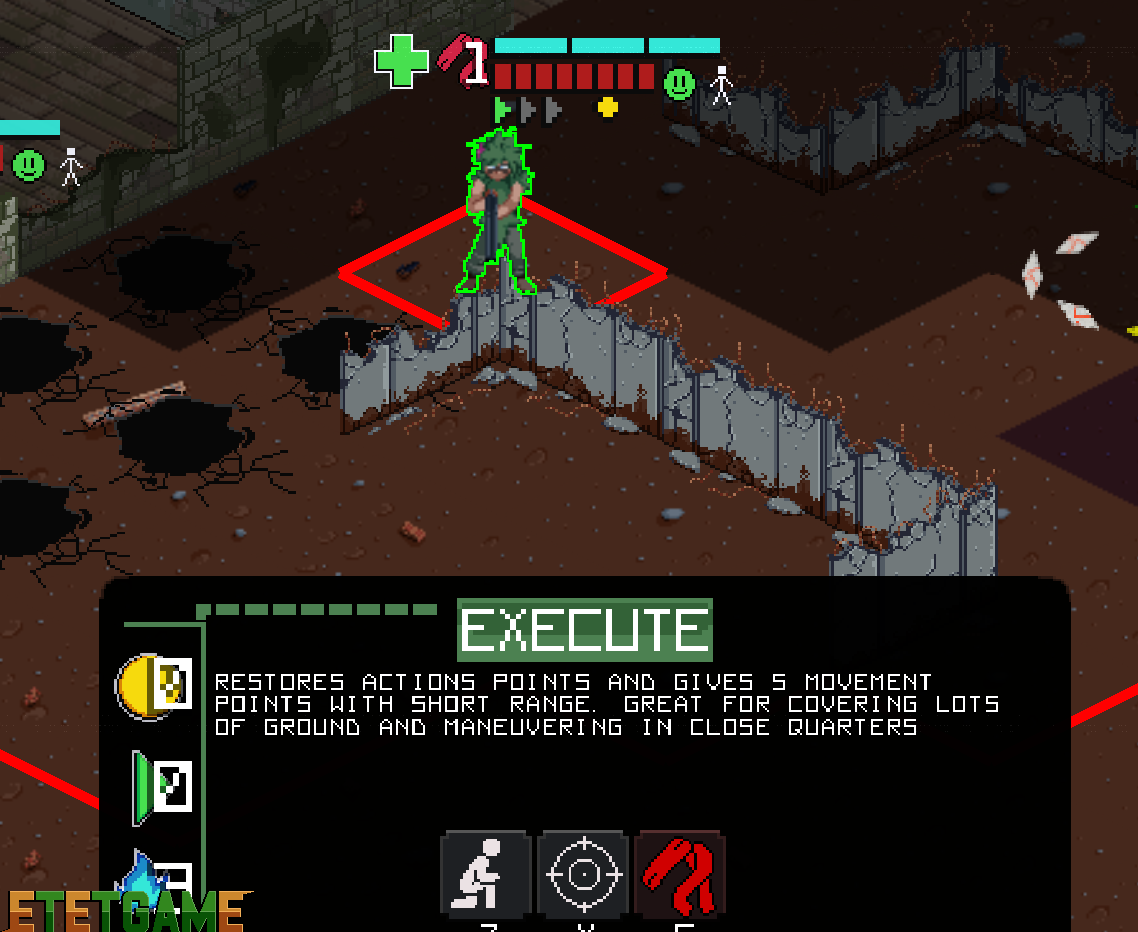 1
EXECUTE
RESTORES ACTIONS POINTS AND GIVES 5 MOVEMENT
POINTS WITH SHORT RANGE. GREAT FOR COVERING LOTS
OF GROUND AND MANEUVERING IN CLOSE QUARTERS
ETETGAME